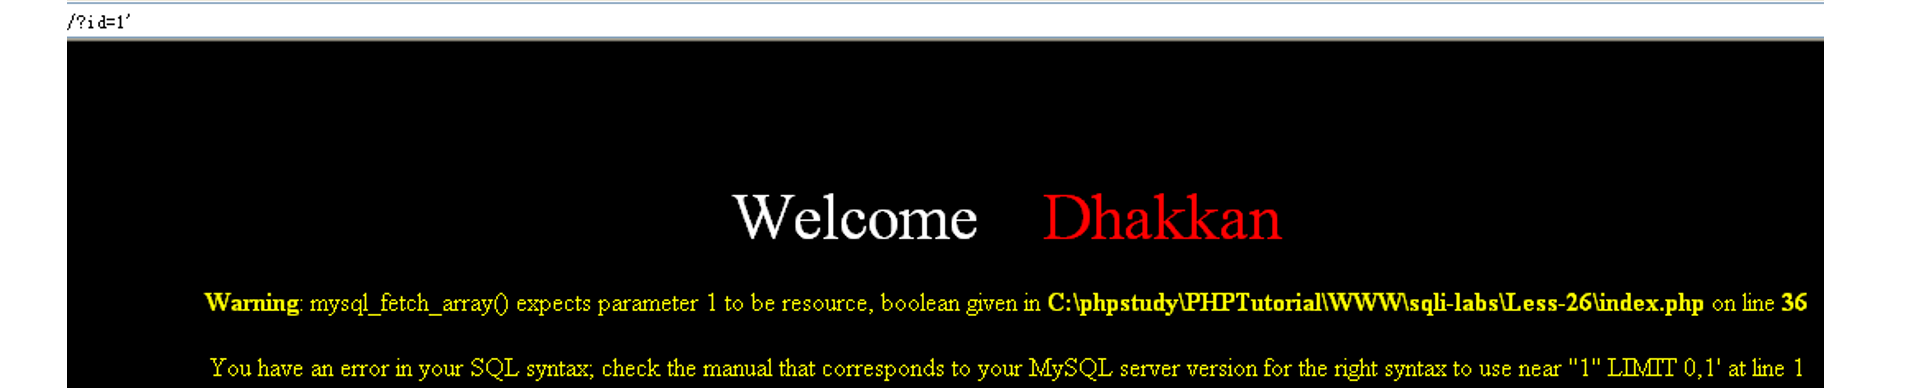 /?id=1'
Welcome Dhakkan
Warning: mysql_fetch_array() expects parameter 1 to be resource, boolean given in C:\phpstudy\PHPTutorial\WWW\sqli-labs\Less-26\index.php on line 36
You have an error in your SQL syntax; check the manual that corresponds to your MySQL server version for the right syntax to use near ''1'' LIMIT 0,1' at line 1